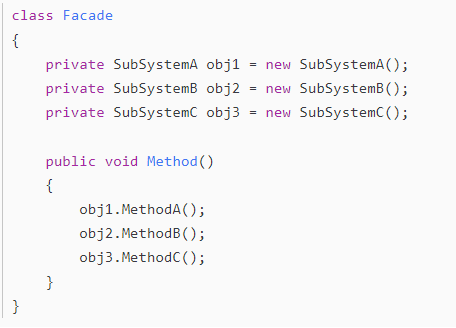 class Facade
{
    private SubSystemA obj1 = new SubSystemA();
    private SubSystemB obj2 = new SubSystemB();
    private SubSystemC obj3 = new SubSystemC();

    public void Method()
    {
        obj1.MethodA();
        obj2.MethodB();
        obj3.MethodC();
    }
}